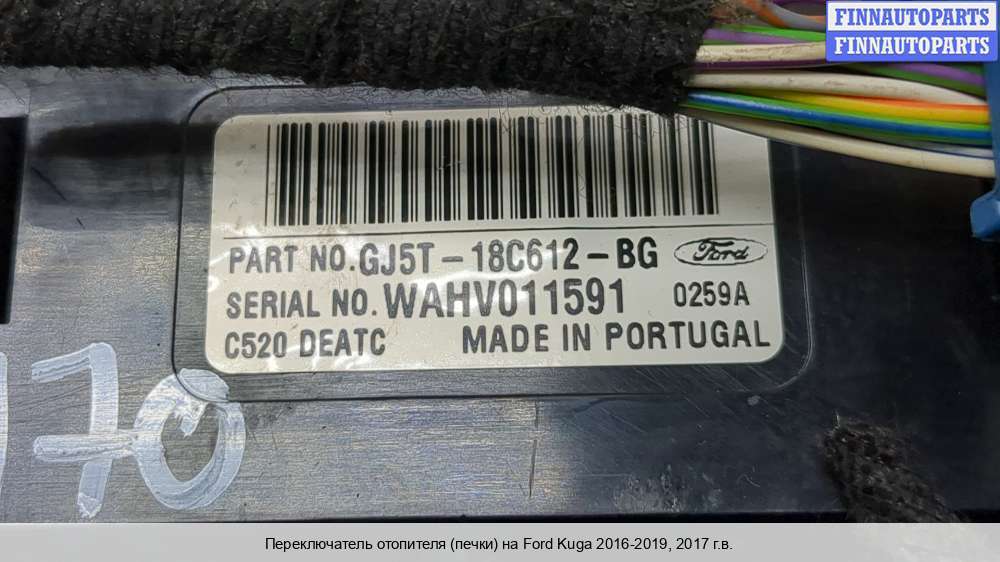 FINNAUTOPARTS
FINNAUTOPARTS
PART NO.GJ5T-18C612-BG Ford
SERIAL NO.WAHV011591 0259A
C520 DEATC MADE IN PORTUGAL
170
Переключатель отопителя (печки) на Ford Kuga 2016-2019, 2017 г.в.